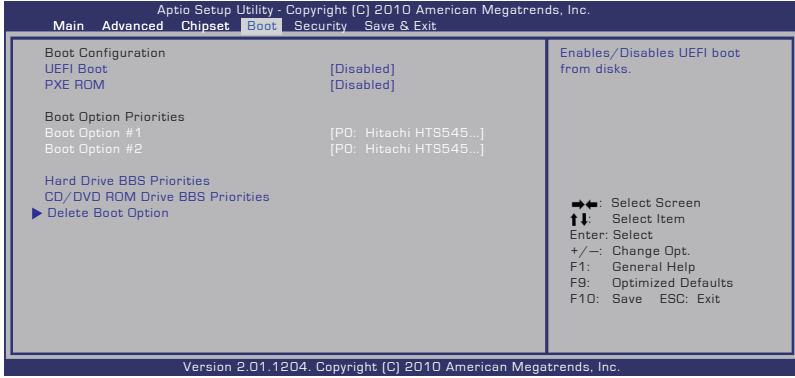 Aptio Setup Utility - Copyright (C) 2010 American Megatrends, Inc.
Main Advanced Chipset Boot Security Save & Exit
Boot Configuration
UEFI Boot [Disabled]
PXE ROM [Disabled]
Boot Option Priorities
Boot Option #1 [P0: Hitachi HTS545...]
Boot Option #2 [P0: Hitachi HTS545...]
Hard Drive BBS Priorities
CD/DVD ROM Drive BBS Priorities
Delete Boot Option
Enables/Disables UEFI boot
from disks.
→←: Select Screen
↑↓: Select Item
Enter: Select
+/—: Change Opt.
F1: General Help
F9: Optimized Defaults
F10: Save ESC: Exit
Version 2.01.1204. Copyright (C) 2010 American Megatrends, Inc.